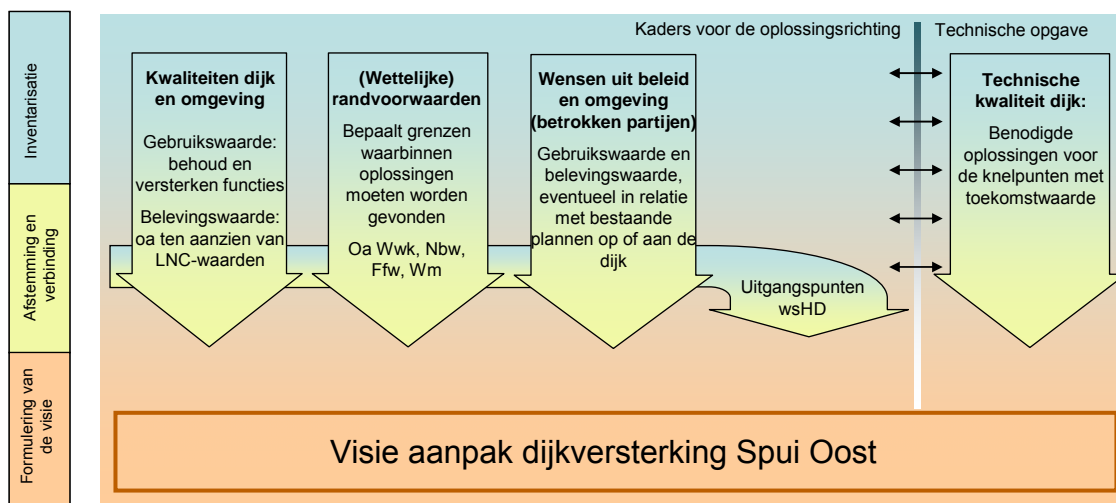 Kaders voor de oplossingsrichting
Technische opgave
Inventarisatie
Afstemming en
verbinding
Formulering van
de visie
Kwaliteiten dijk
en omgeving
Gebruikswaarde:
behoud en
versterken functies
Belevingswaarde:
oa ten aanzien van
LNC-waarden
(Wettelijke)
randvoorwaarden
Bepaalt grenzen
waarbinnen
oplossingen
moeten worden
gevonden
Oa Wwk, Nbw,
Ffw, Wm
Wensen uit beleid
en omgeving
(betrokken partijen)
Gebruikswaarde en
belevingswaarde,
eventueel in relatie
met bestaande
plannen op of aan de
dijk
Uitgangspunten
wsHD
Technische
kwaliteit dijk:
Benodigde
oplossingen voor
de knelpunten met
toekomstwaarde
Visie aanpak dijkversterking Spui Oost